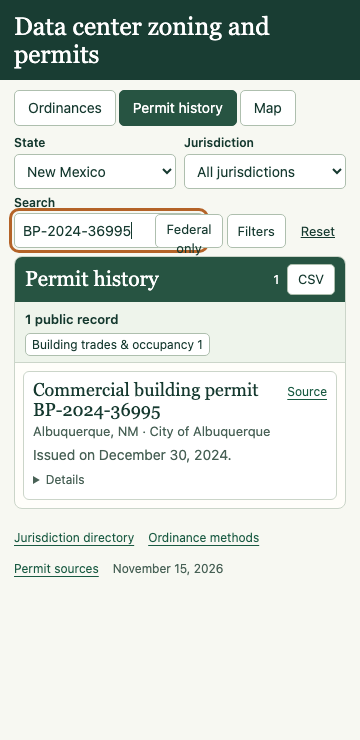 Data center zoning and
permits
Ordinances
Permit history
Map
State
Jurisdiction
New Mexico
All jurisdictions
Search
BP-2024-36995
Federal
only
Filters
Reset
Permit history
1
CSV
1 public record
Building trades & occupancy 1
Commercial building permit
BP-2024-36995
Source
Albuquerque, NM · City of Albuquerque
Issued on December 30, 2024.
Details
Jurisdiction directory
Ordinance methods
Permit sources
November 15, 2026